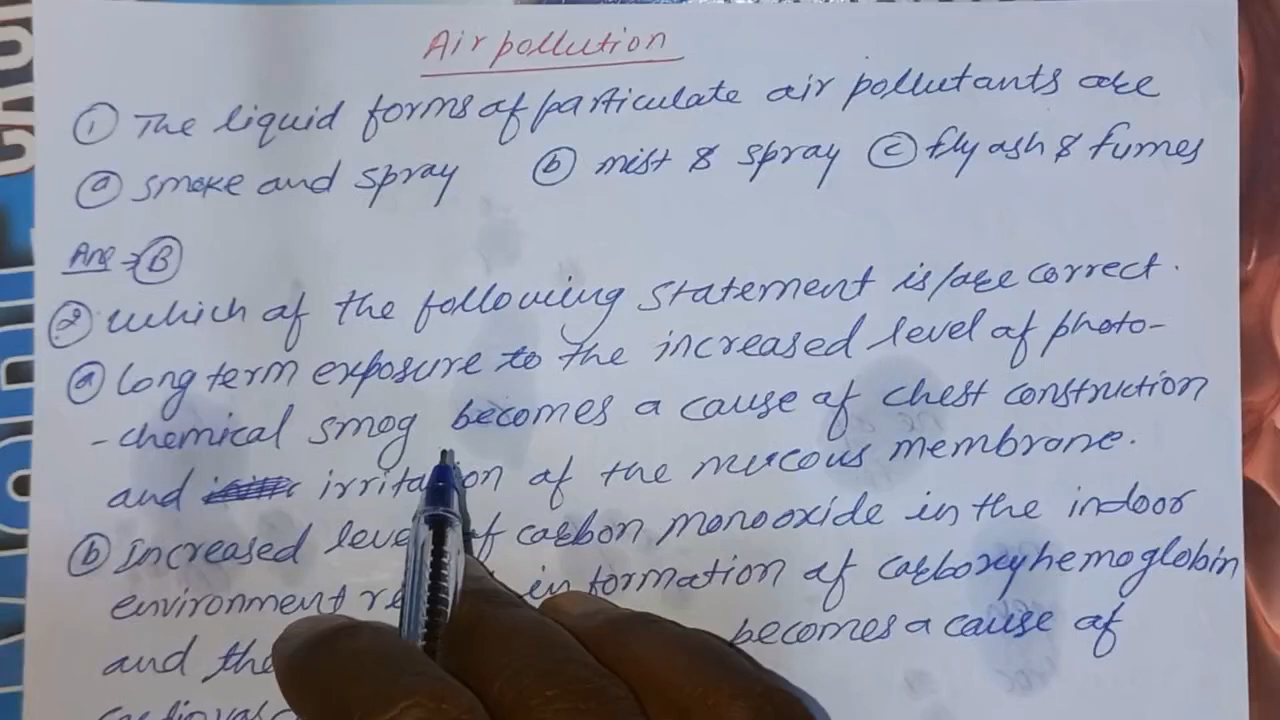 Air pollution
① The liquid forms of particulate air pollutants are
ⓐ smoke and spray ⓑ mist & spray ⓒ fly ash & fumes
Ans → Ⓑ
② Which of the following statement is/are correct.
ⓐ Long term exposure to the increased level of photo-
-chemical smog becomes a cause of chest construction
and irritation of the mucous membrane.
ⓑ Increased level of carbon monooxide in the indoor
environment in formation of carboxyhemoglobin
and the becomes a cause of